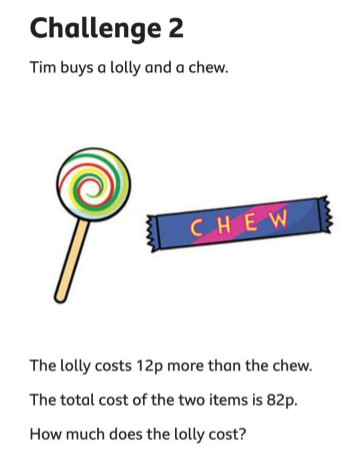 Challenge 2
Tim buys a lolly and a chew.
CHEW
The lolly costs 12p more than the chew.
The total cost of the two items is 82p.
How much does the lolly cost?